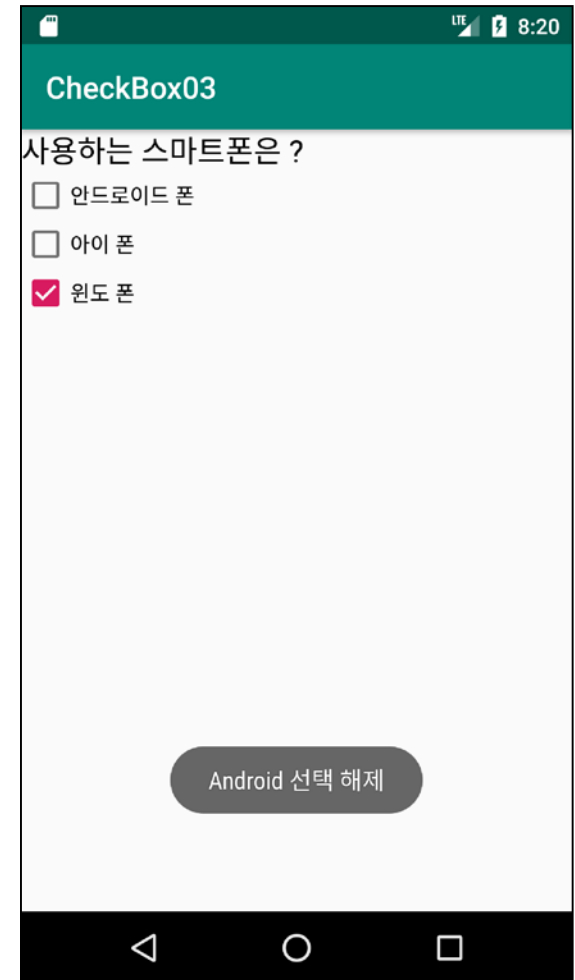 LTE 8:20
CheckBox03
사용하는 스마트폰은 ?
안드로이드 폰
아이 폰
윈도 폰
Android 선택 해제